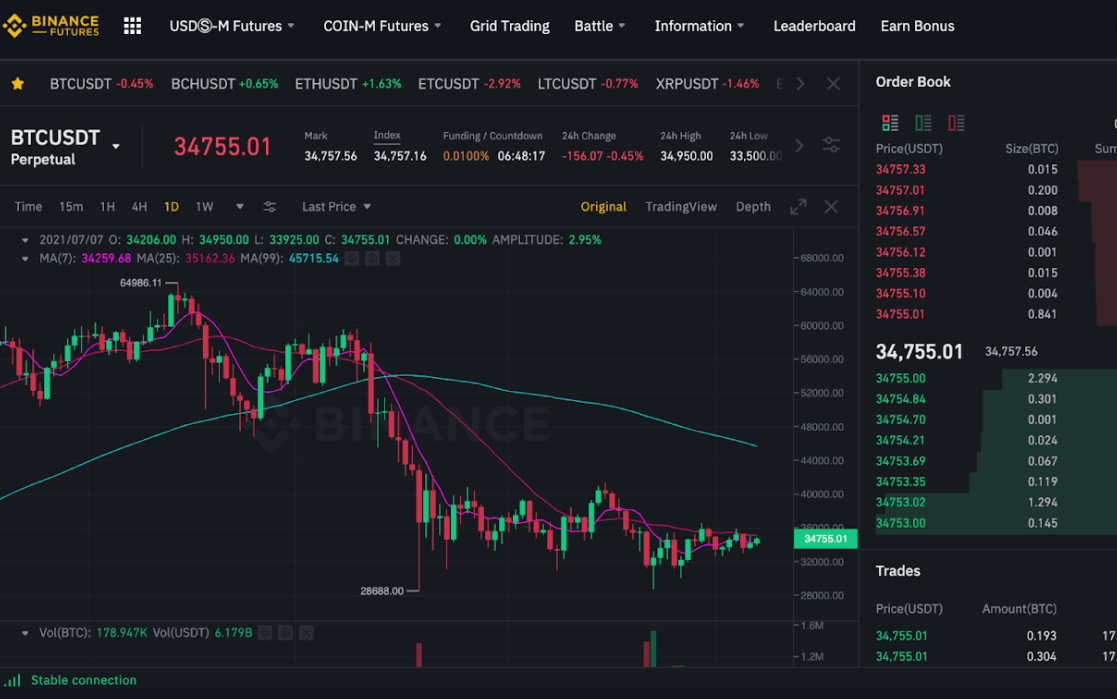 BINANCE
FUTURES
USDⓈ-M Futures COIN-M Futures Grid Trading Battle Information Leaderboard Earn Bonus
BTCUSDT -0.45% BCHUSDT +0.65% ETHUSDT +1.63% ETCUSDT -2.92% LTCUSDT -0.77% XRPUSDT -1.46%
BTCUSDT
Perpetual
34755.01
Mark Index Funding / Countdown 24h Change 24h High 24h Low
34,757.56 34,757.16 0.0100% 06:48:17 -156.07 -0.45% 34,950.00 33,500.00
Time 15m 1H 4H 1D 1W Last Price Original TradingView Depth
2021/07/07 O: 34206.00 H: 34950.00 L: 33925.00 C: 34755.01 CHANGE: 0.00% AMPLITUDE: 2.95%
MA(7): 34259.68 MA(25): 35162.36 MA(99): 45715.54
64986.11
28688.00
BINANCE
68000.00
64000.00
60000.00
56000.00
52000.00
48000.00
44000.00
40000.00
36000.00
34755.01
32000.00
28000.00
Vol(BTC): 178.947K Vol(USDT) 6.179B
1.6M
1.2M
Stable connection
Order Book
Price(USDT) Size(BTC) Sum
34757.33 0.015
34757.01 0.200
34756.91 0.008
34756.57 0.046
34756.12 0.001
34755.38 0.015
34755.10 0.004
34755.01 0.841
34,755.01 34,757.56
34755.00 2.294
34754.84 0.301
34754.70 0.001
34754.21 0.024
34753.69 0.067
34753.35 0.119
34753.02 1.294
34753.00 0.145
Trades
Price(USDT) Amount(BTC)
34,755.01 0.193 17
34,755.01 0.304 17